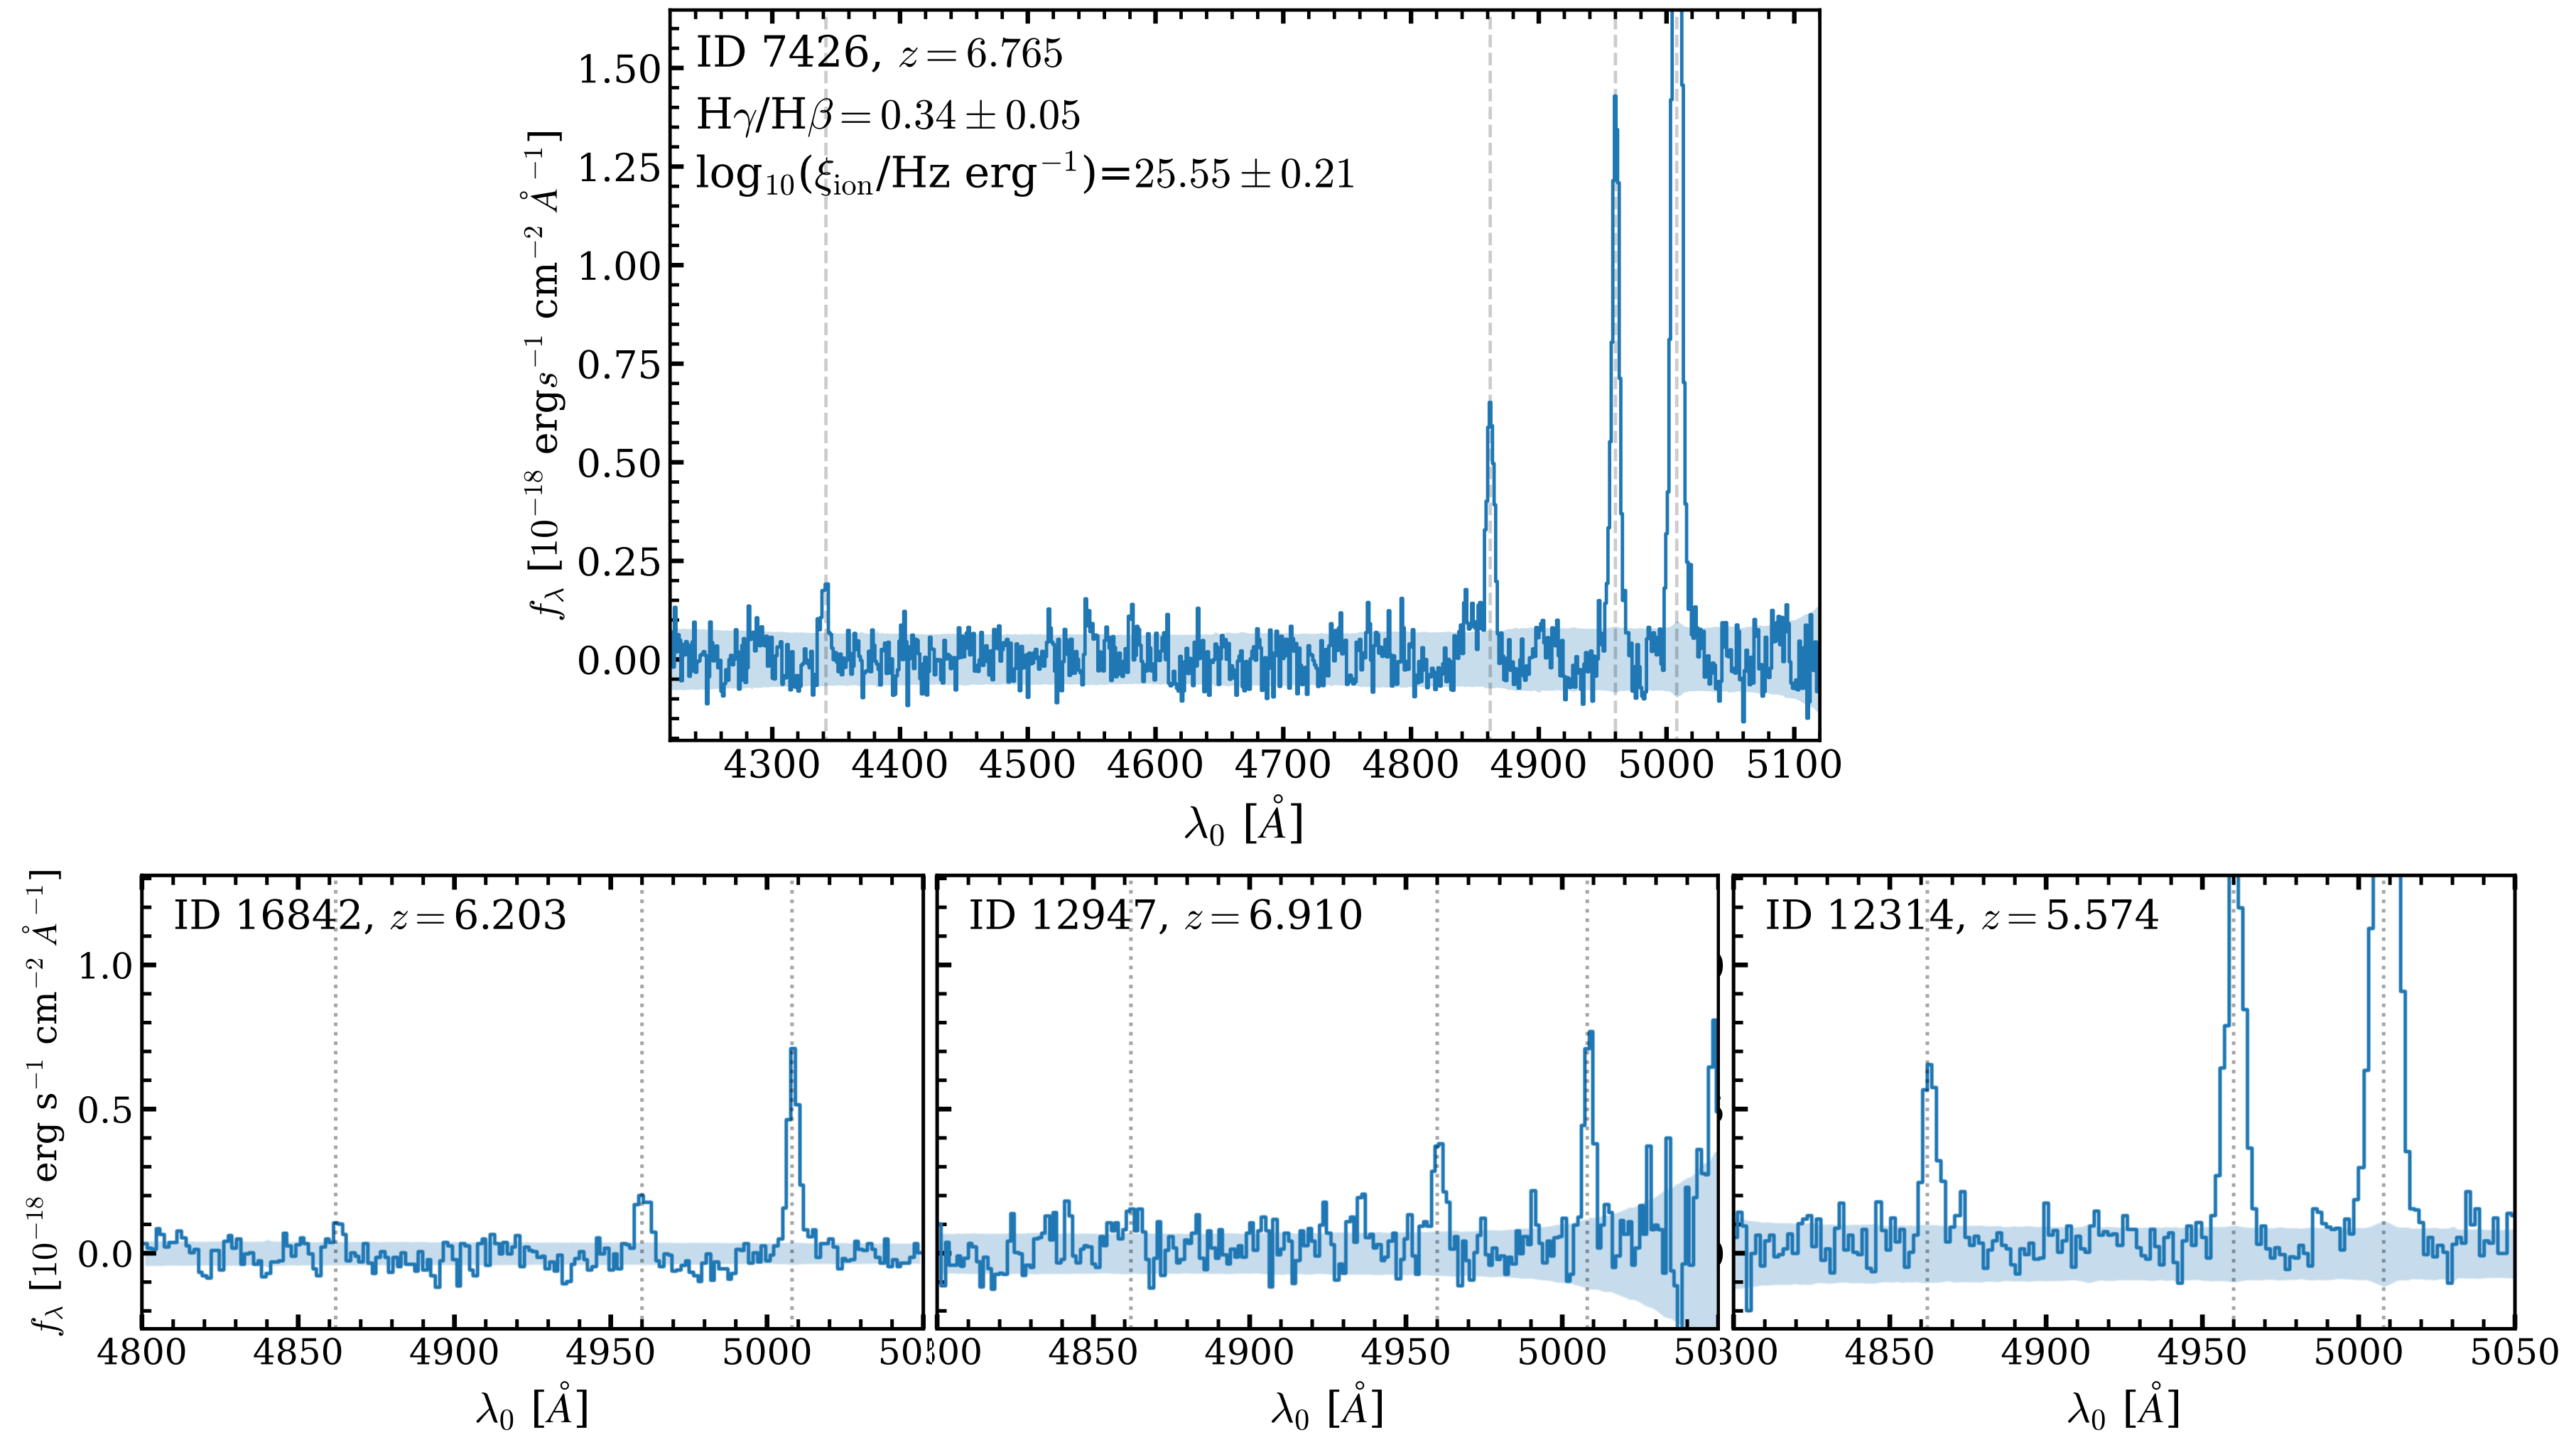 ID 7426, z = 6.765
Hγ/Hβ = 0.34 ± 0.05
log₁₀(ξᵢₒₙ/Hz erg⁻¹)=25.55 ± 0.21
f_λ [10⁻¹⁸ ergs⁻¹ cm⁻² Å⁻¹]
1.50
1.25
1.00
0.75
0.50
0.25
0.00
4300 4400 4500 4600 4700 4800 4900 5000 5100
λ₀ [Å]
ID 16842, z = 6.203
ID 12947, z = 6.910
ID 12314, z = 5.574
f_λ [10⁻¹⁸ erg s⁻¹ cm⁻² Å⁻¹]
1.0
0.5
0.0
4800 4850 4900 4950 5000
4850 4900 4950 5000
4850 4900 4950 5000 5050
λ₀ [Å]
λ₀ [Å]
λ₀ [Å]